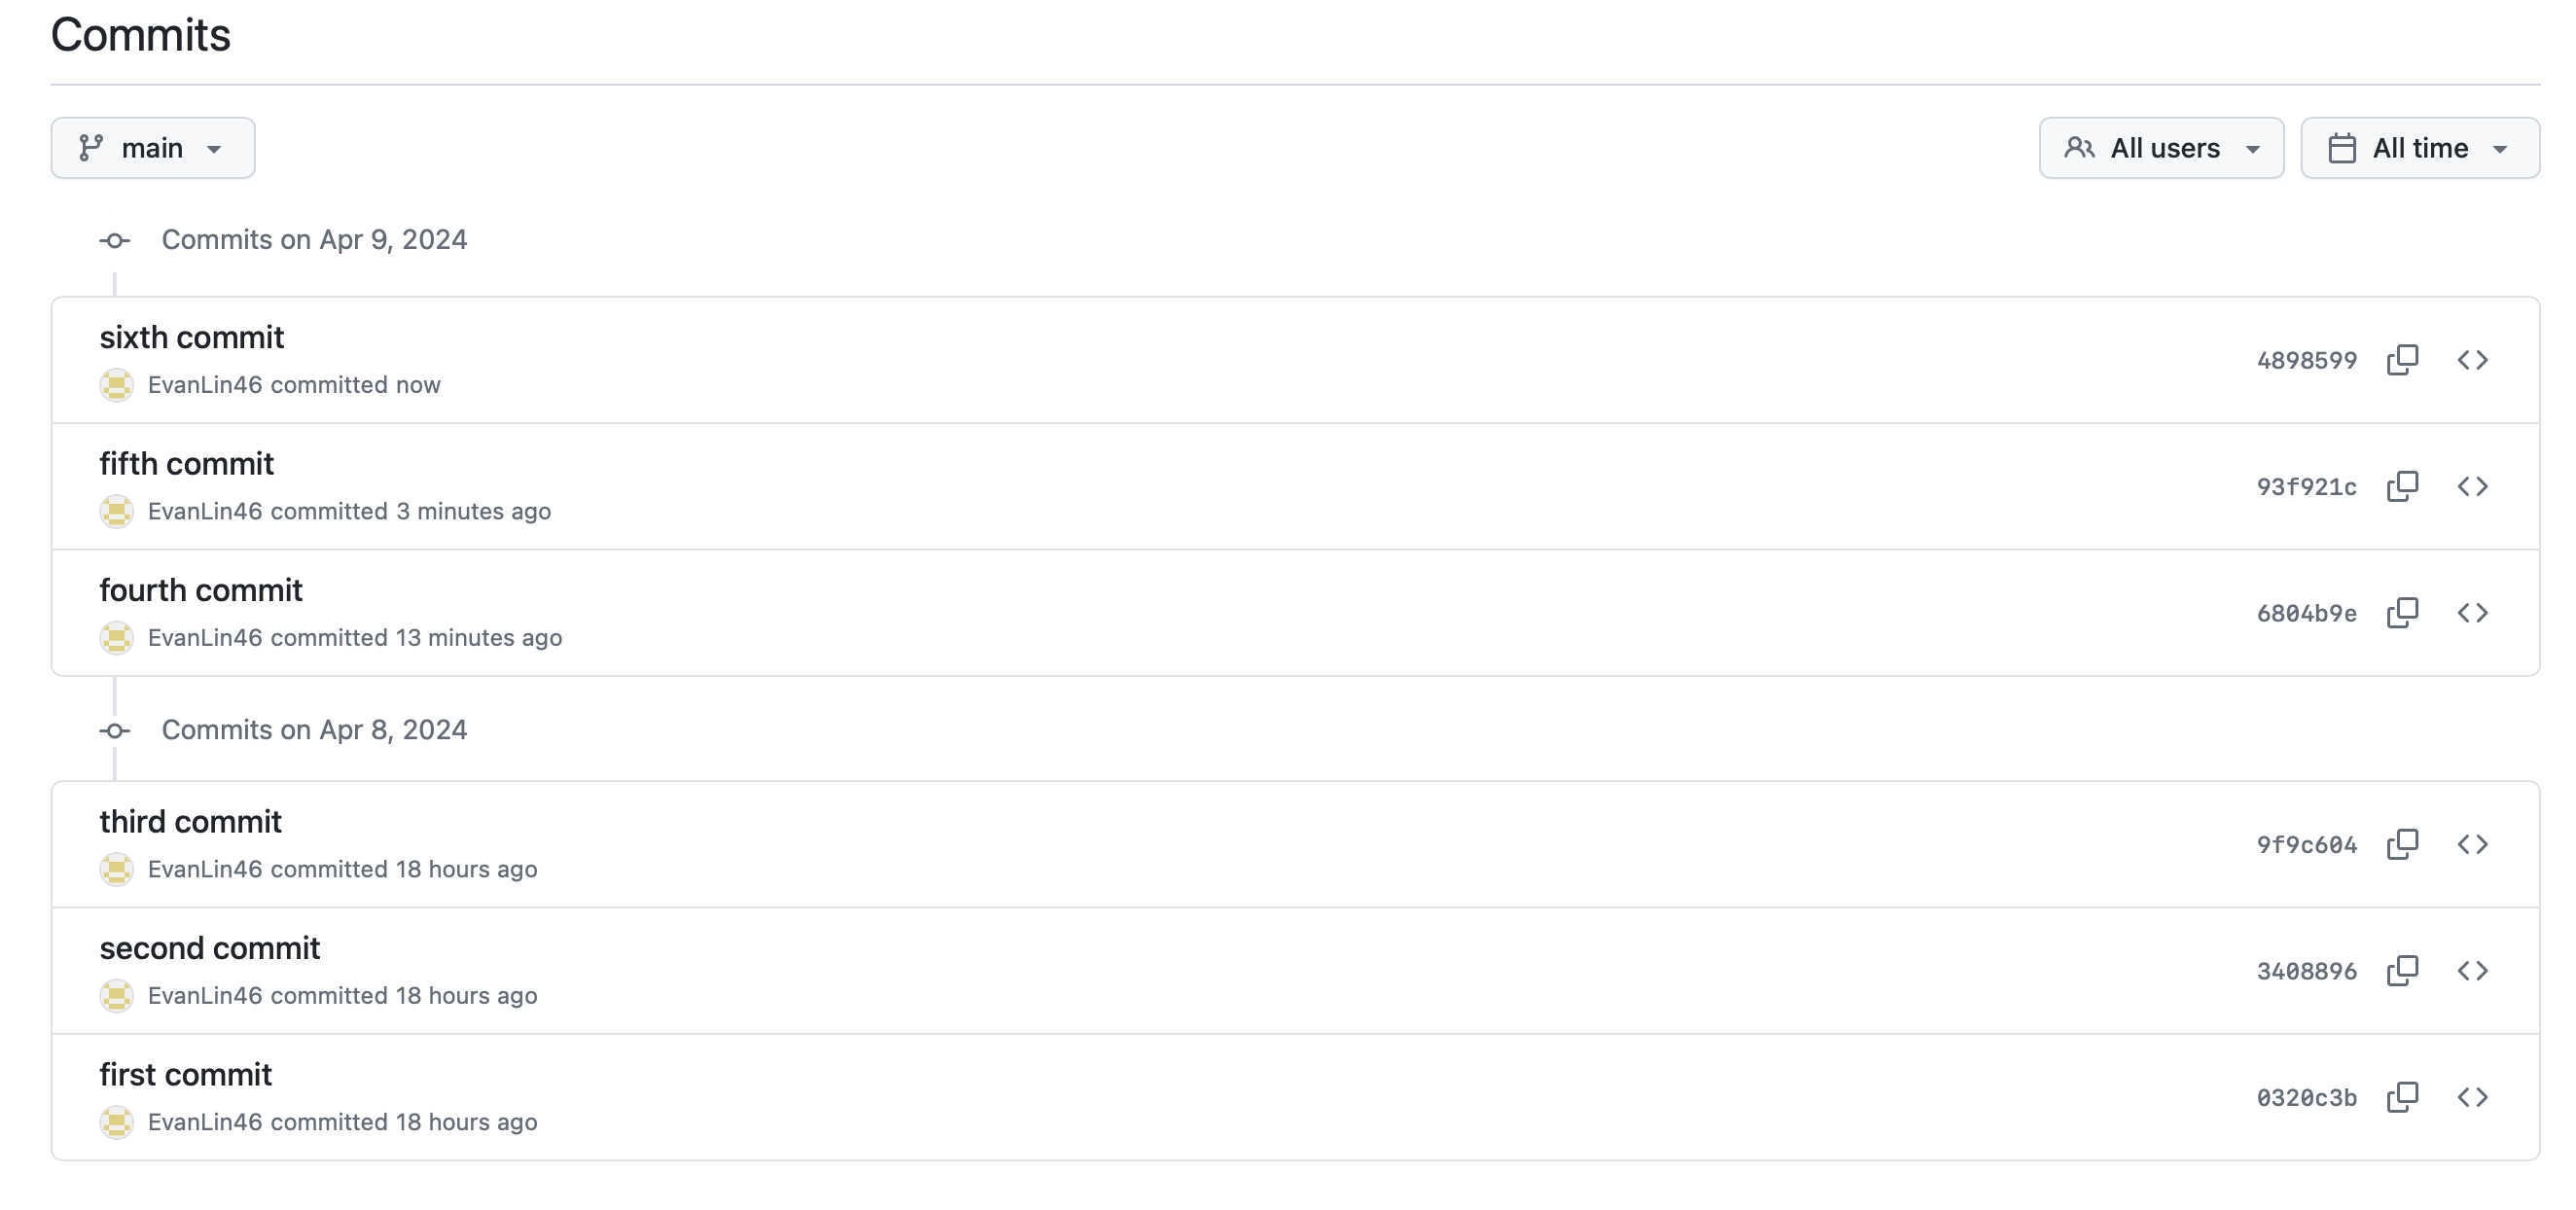 Commits
main
All users
All time
Commits on Apr 9, 2024
sixth commit
EvanLin46 committed now
4898599
fifth commit
EvanLin46 committed 3 minutes ago
93f921c
fourth commit
EvanLin46 committed 13 minutes ago
6804b9e
Commits on Apr 8, 2024
third commit
EvanLin46 committed 18 hours ago
9f9c604
second commit
EvanLin46 committed 18 hours ago
3408896
first commit
EvanLin46 committed 18 hours ago
0320c3b